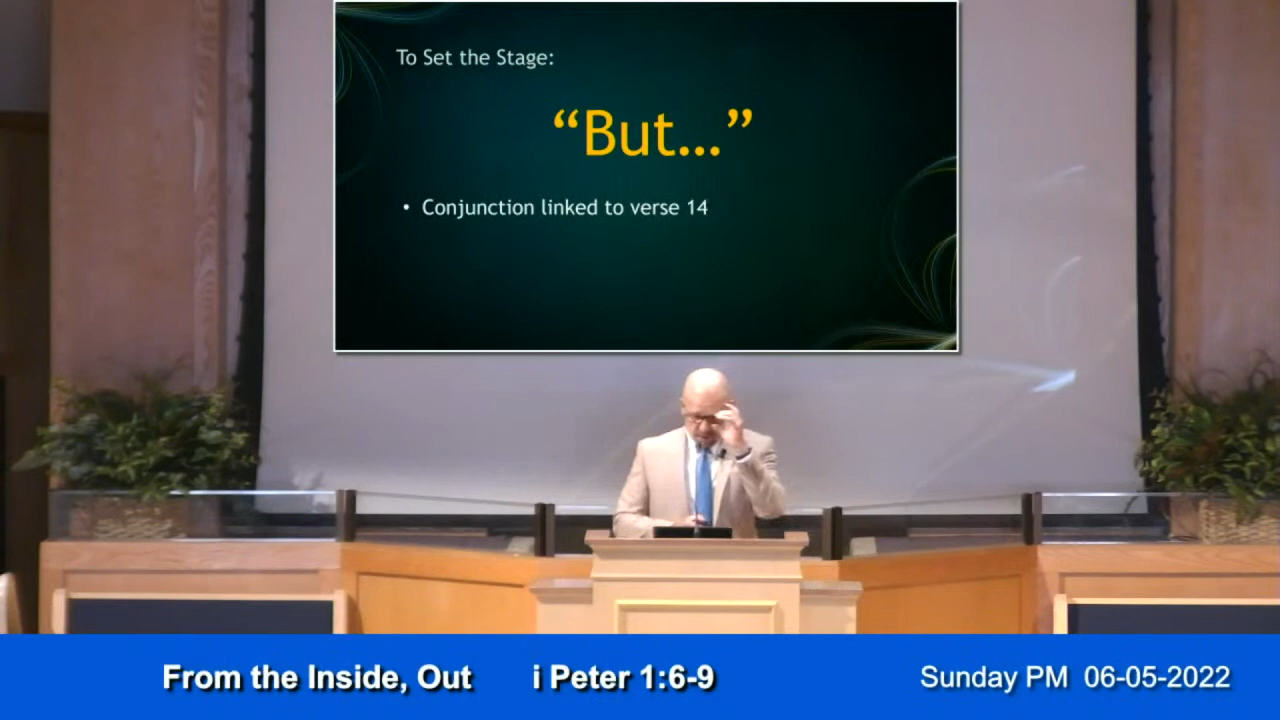 To Set the Stage:
“But...”
• Conjunction linked to verse 14
From the Inside, Out i Peter 1:6-9 Sunday PM 06-05-2022